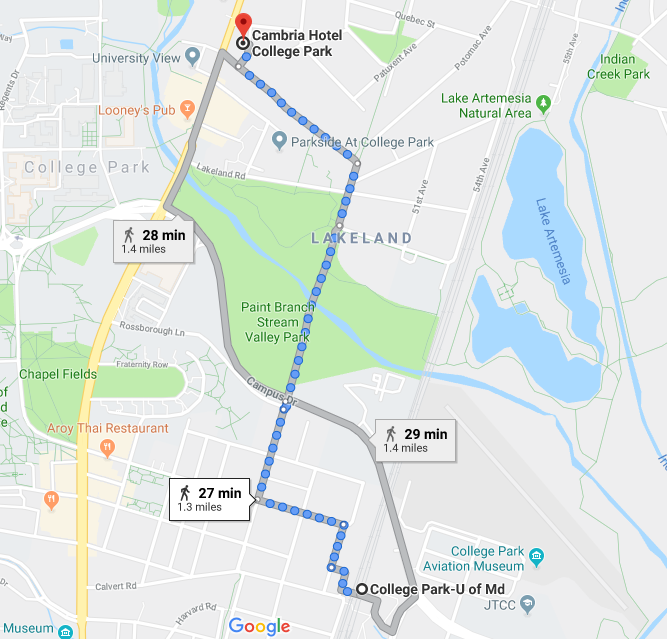 Quebec St
Cambria Hotel
College Park
University View
Patuxent Ave
Potomac Ave
58th Ave
Indian
Creek Park
Regents Dr
Looney's Pub
Lake Artemesia
Natural Area
Parkside At College Park
College Park
Lakeland Rd
51st Ave
54th Ave
LAKELAND
Lake Artemesia
28 min
1.4 miles
Paint Branch
Stream
Valley Park
Rossborough Ln
Fraternity Row
Chapel Fields
Campus Dr
Aroy Thai Restaurant
29 min
1.4 miles
27 min
1.3 miles
College Park
Aviation Museum
College Park-U of Md
Calvert Rd
JTCC
Harvard Rd
Google
Museum